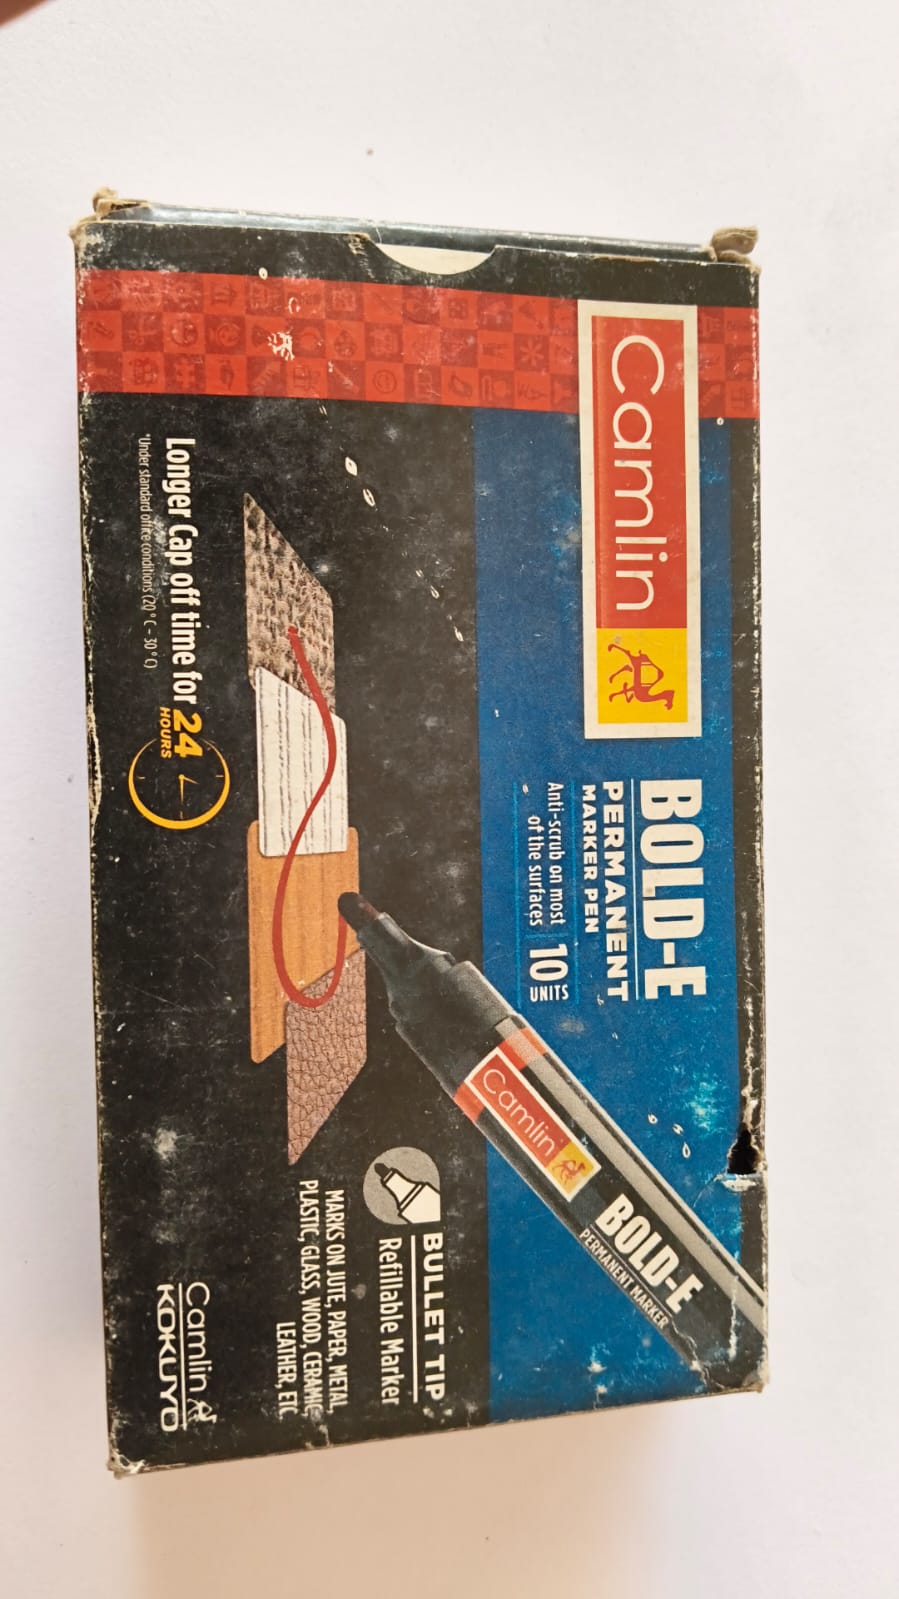 Camlin
BOLD-E
PERMANENT
MARKER PEN
Anti-scrub on most
of the surfaces
10
UNITS
Camlin
BOLD-E
PERMANENT MARKER
BULLET TIP
Refillable Marker
MARKS ON JUTE, PAPER, METAL,
PLASTIC, GLASS, WOOD, CERAMIC,
LEATHER, ETC.
Longer Cap off time for 24
HOURS
*Under standard office conditions (20°C - 30°C)
Camlin
KOKUYO